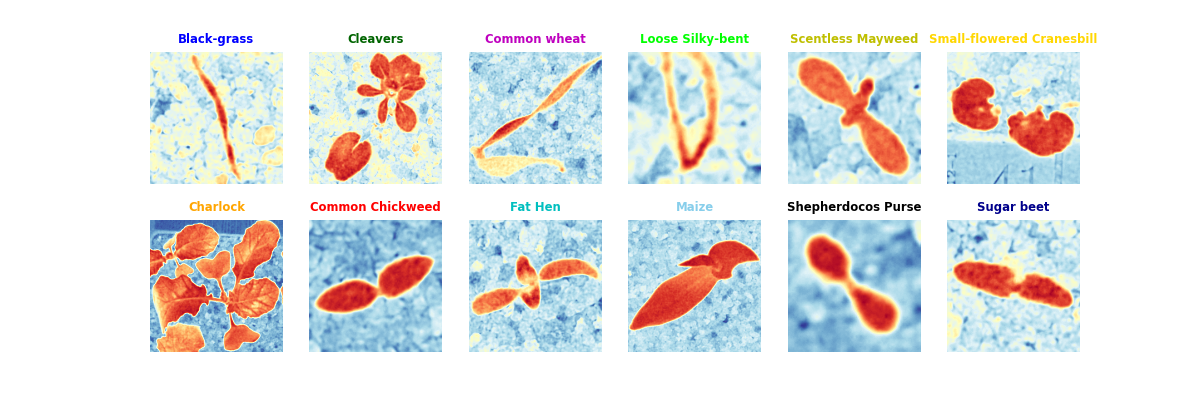 Black-grass
Cleavers
Common wheat
Loose Silky-bent
Scentless Mayweed
Small-flowered Cranesbill
Charlock
Common Chickweed
Fat Hen
Maize
Shepherdocos Purse
Sugar beet